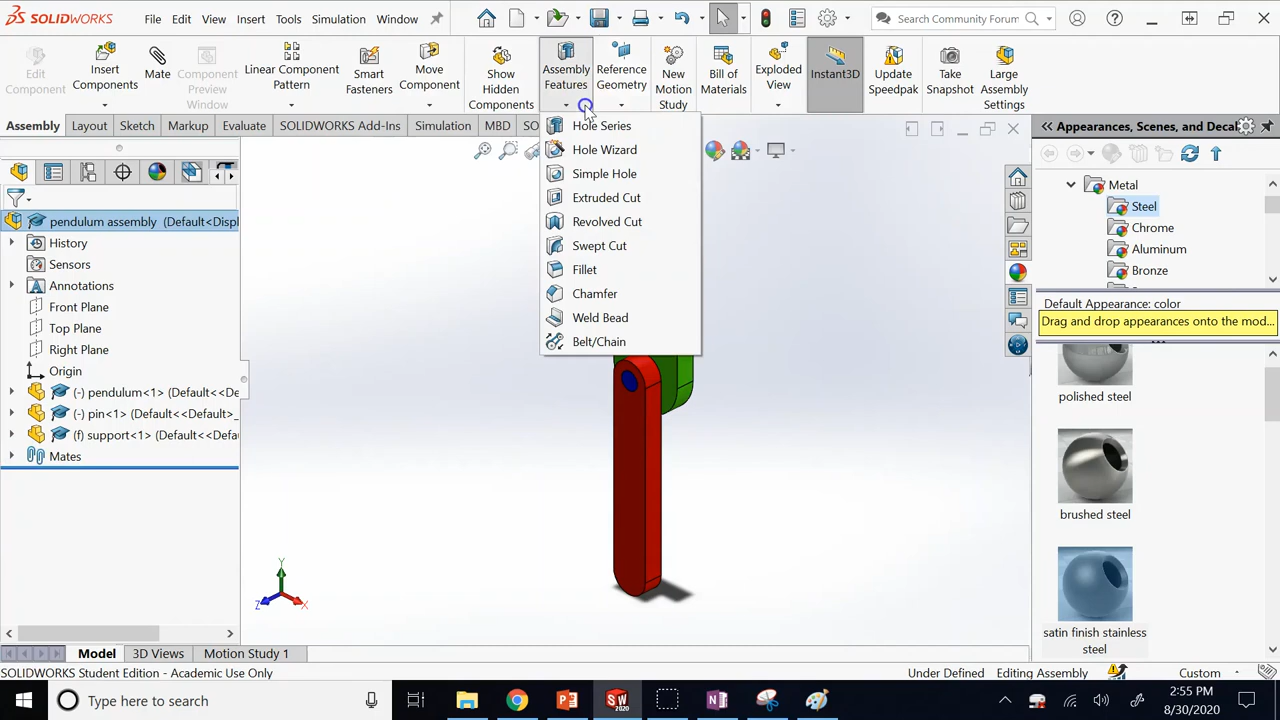 SOLIDWORKS File Edit View Insert Tools Simulation Window Search Community Forum
Edit Component
Insert Components
Mate
Component Preview Window
Linear Component Pattern
Smart Fasteners
Move Component
Show Hidden Components
Assembly Features
Reference Geometry
New Motion Study
Bill of Materials
Exploded View
Instant3D
Update Speedpak
Take Snapshot
Large Assembly Settings
Assembly Layout Sketch Markup Evaluate SOLIDWORKS Add-Ins Simulation MBD SO
Hole Series
Hole Wizard
Simple Hole
Extruded Cut
Revolved Cut
Swept Cut
Fillet
Chamfer
Weld Bead
Belt/Chain
pendulum assembly (Default<Displ
History
Sensors
Annotations
Front Plane
Top Plane
Right Plane
Origin
(-) pendulum<1> (Default<<De
(-) pin<1> (Default<<Default>_
(f) support<1> (Default<<Defa
Mates
Y
Z
X
Appearances, Scenes, and Decal
Metal
Steel
Chrome
Aluminum
Bronze
Default Appearance: color
Drag and drop appearances onto the mod...
polished steel
brushed steel
satin finish stainless
steel
Model 3D Views Motion Study 1
SOLIDWORKS Student Edition - Academic Use Only Under Defined Editing Assembly Custom
Type here to search
SW
2020
2:55 PM
8/30/2020